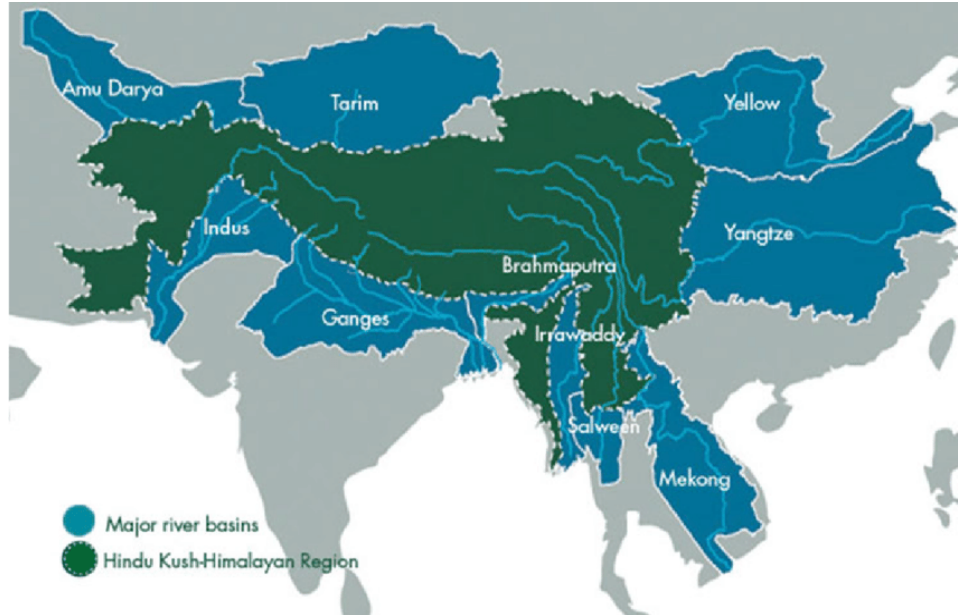 Amu Darya
Tarim
Yellow
Indus
Yangtze
Brahmaputra
Ganges
Irrawaddy
Salween
Mekong
Major river basins
Hindu Kush-Himalayan Region